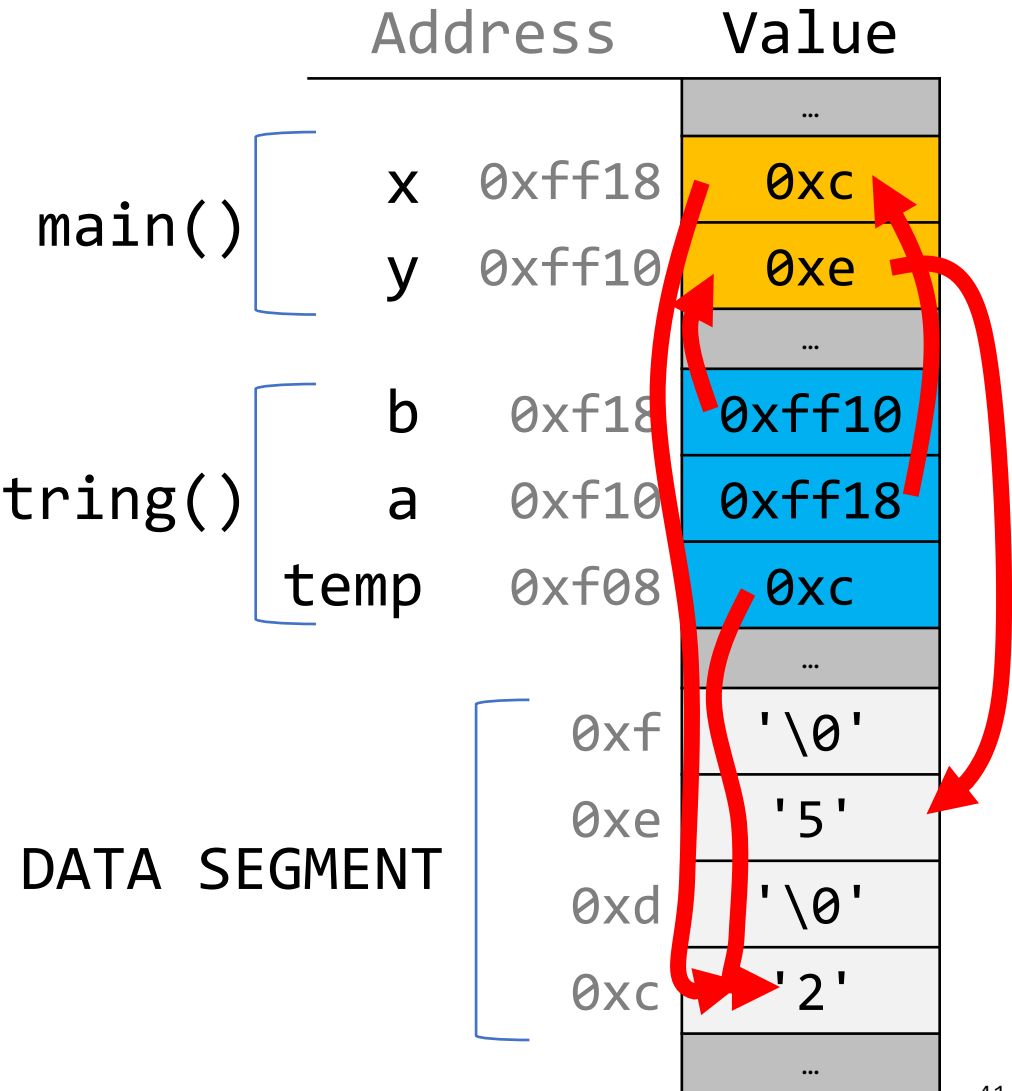 Address Value
…
x 0xff18 0xc
main()
y 0xff10 0xe
…
b 0xf18 0xff10
tring() a 0xf10 0xff18
temp 0xf08 0xc
…
0xf '\0'
0xe '5'
DATA SEGMENT
0xd '\0'
0xc '2'
…